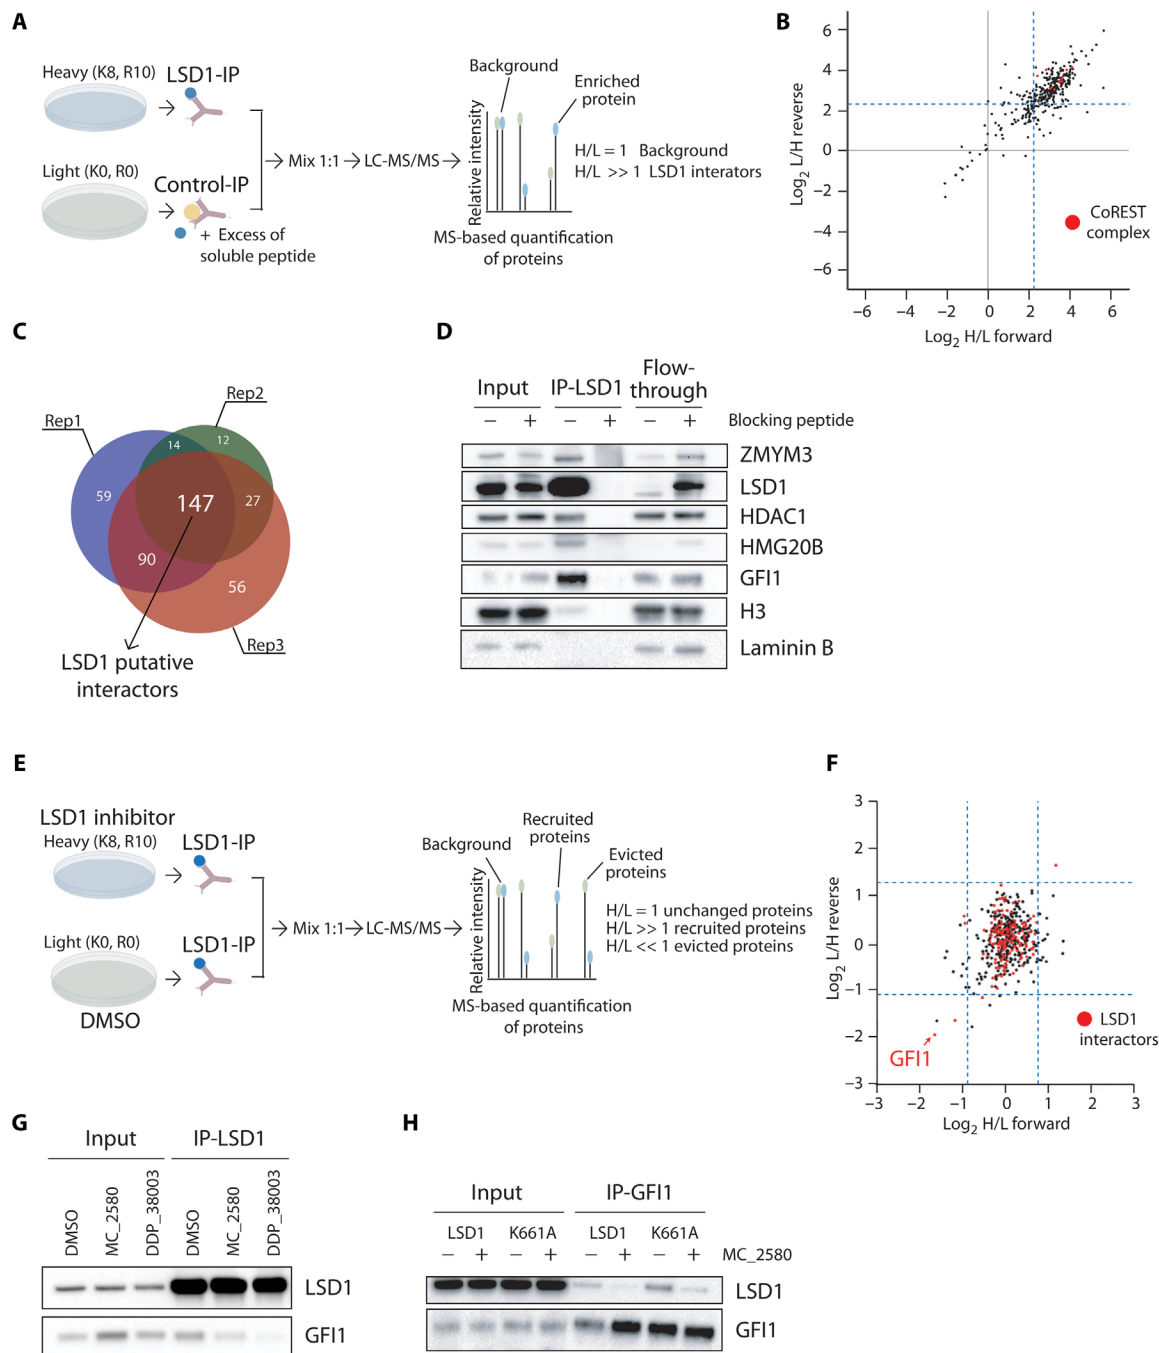 A
Heavy (K8, R10)
LSD1-IP
Light (K0, R0)
Control-IP
+ Excess of
soluble peptide
Mix 1:1
LC-MS/MS
Background
Enriched
protein
Relative intensity
H/L = 1 Background
H/L >> 1 LSD1 interators
MS-based quantification
of proteins
B
Log2 L/H reverse
6
4
2
0
−2
−4
−6
CoREST
complex
−6 −4 −2 0 2 4 6
Log2 H/L forward
C
Rep1
Rep2
14
12
59
147
27
90
56
Rep3
LSD1 putative
interactors
D
Input IP-LSD1 Flow-
through
− + − + − + Blocking peptide
ZMYM3
LSD1
HDAC1
HMG20B
GFI1
H3
Laminin B
E
LSD1 inhibitor
Heavy (K8, R10)
LSD1-IP
Light (K0, R0)
LSD1-IP
DMSO
Mix 1:1
LC-MS/MS
Background
Recruited
proteins
Evicted
proteins
Relative intensity
H/L = 1 unchanged proteins
H/L >> 1 recruited proteins
H/L << 1 evicted proteins
MS-based quantification
of proteins
F
Log2 L/H reverse
3
2
1
0
−1
−2
−3
GFI1
LSD1
interactors
−3 −2 −1 0 1 2 3
Log2 H/L forward
G
Input IP-LSD1
DMSO
MC_2580
DDP_38003
DMSO
MC_2580
DDP_38003
LSD1
GFI1
H
Input IP-GFI1
LSD1 K661A LSD1 K661A
− + − + − + − + MC_2580
LSD1
GFI1